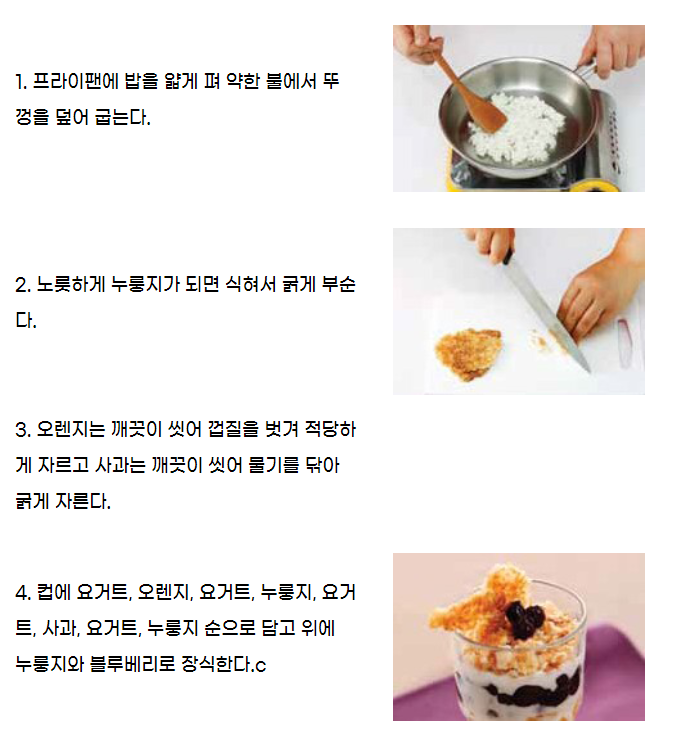 1. 프라이팬에 밥을 얇게 펴 약한 불에서 뚜
껑을 덮어 굽는다.
2. 노릇하게 누룽지가 되면 식혀서 굵게 부순
다.
3. 오렌지는 깨끗이 씻어 껍질을 벗겨 적당하
게 자르고 사과는 깨끗이 씻어 물기를 닦아
굵게 자른다.
4. 컵에 요거트, 오렌지, 요거트, 누룽지, 요거
트, 사과, 요거트, 누룽지 순으로 담고 위에
누룽지와 블루베리로 장식한다.c